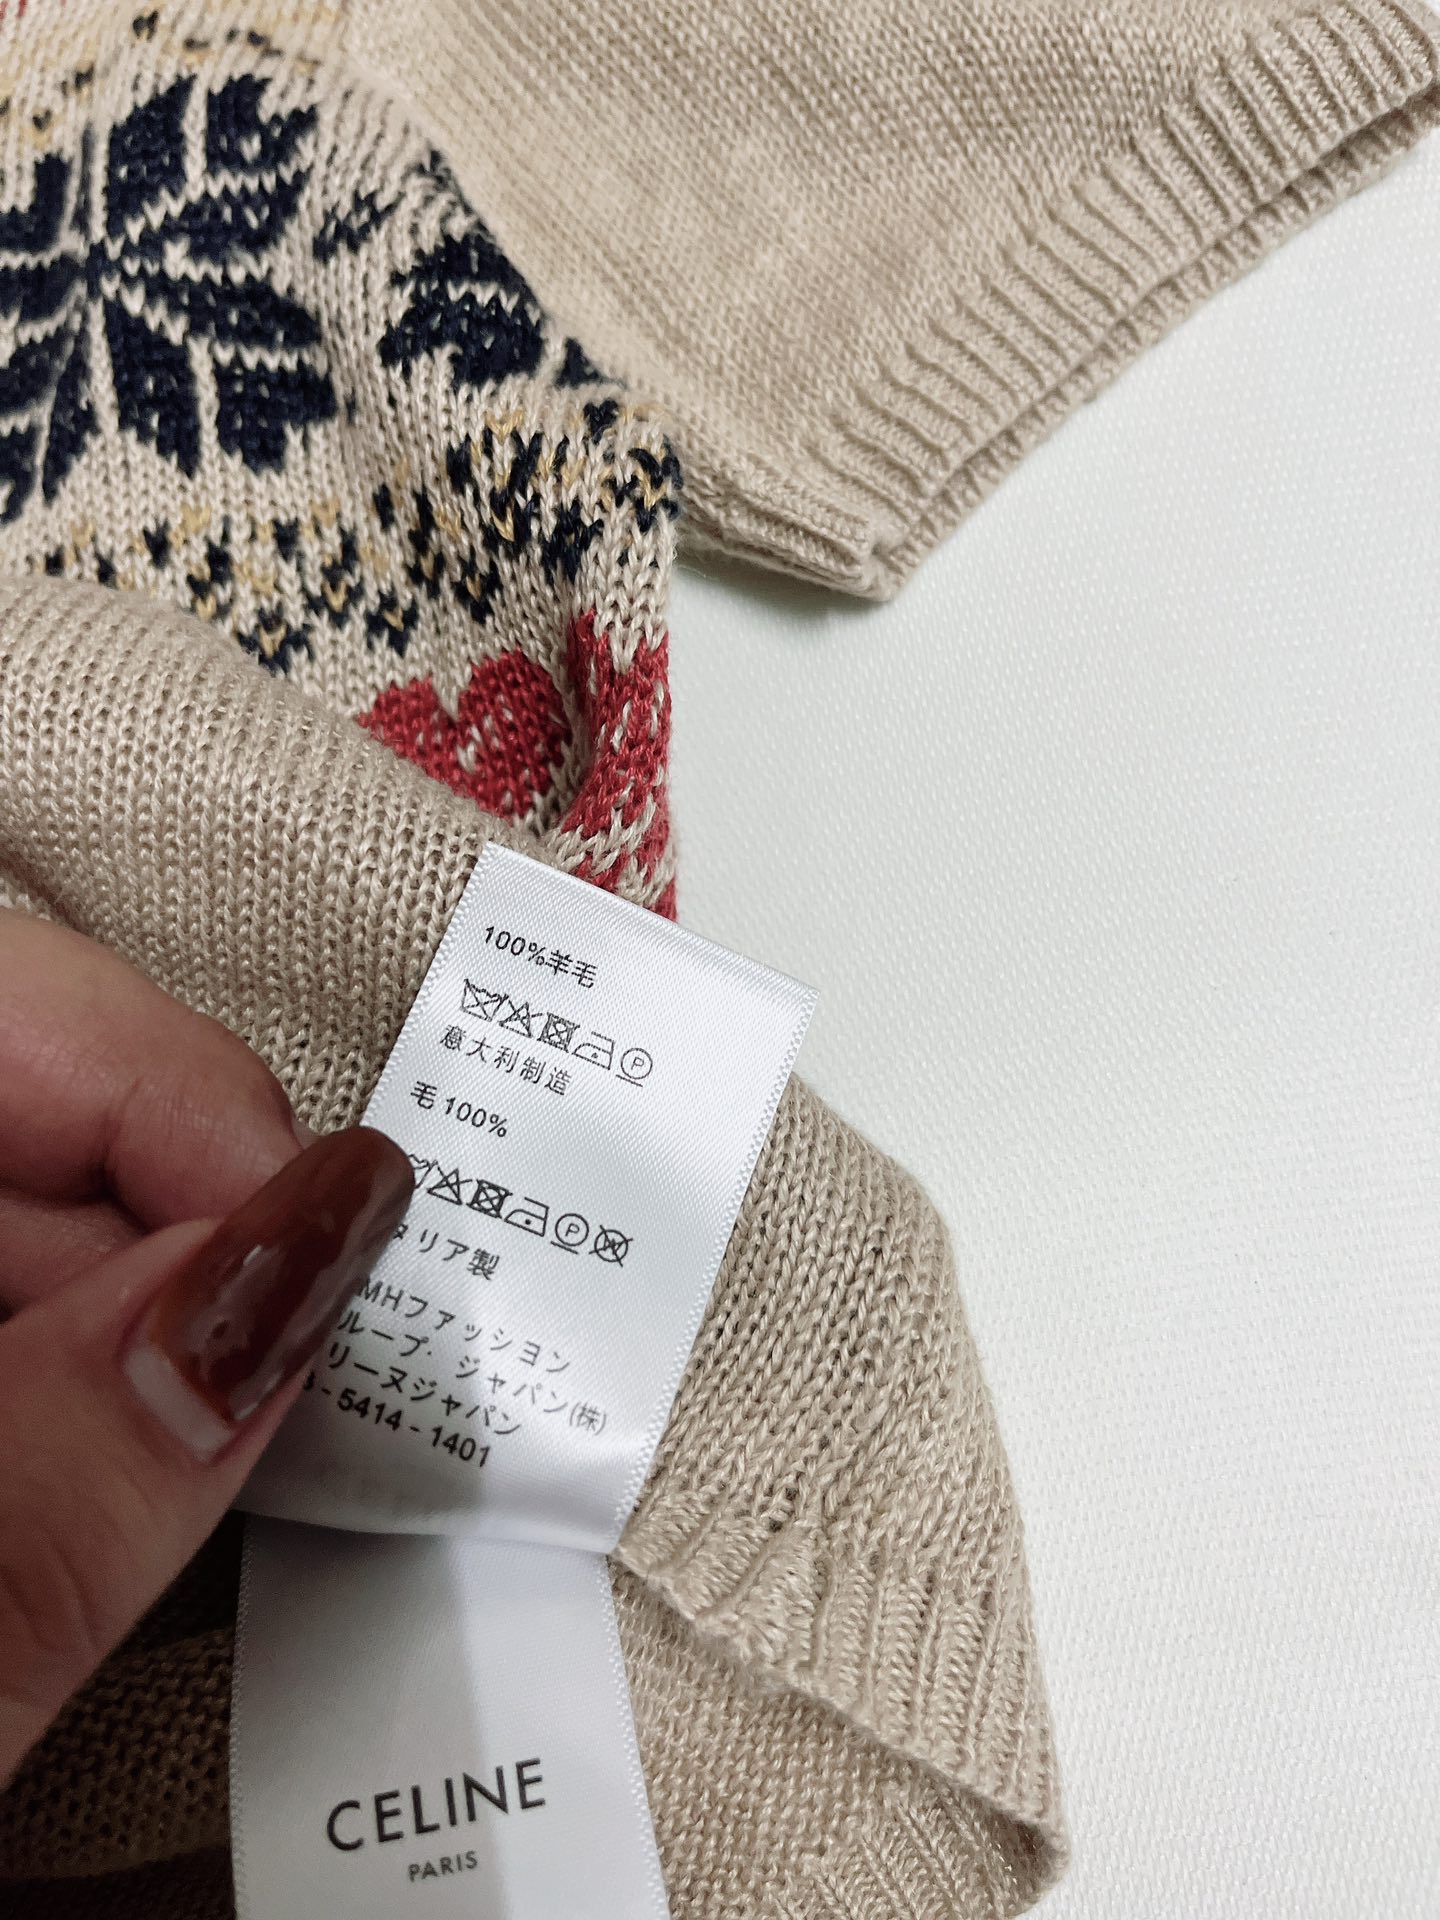 100%羊毛
意大利制造
毛 100%
タリア製
MHファッション
ループ・ジャパン(株)
リーヌジャパン
3 - 5414 - 1401
CELINE
PARIS